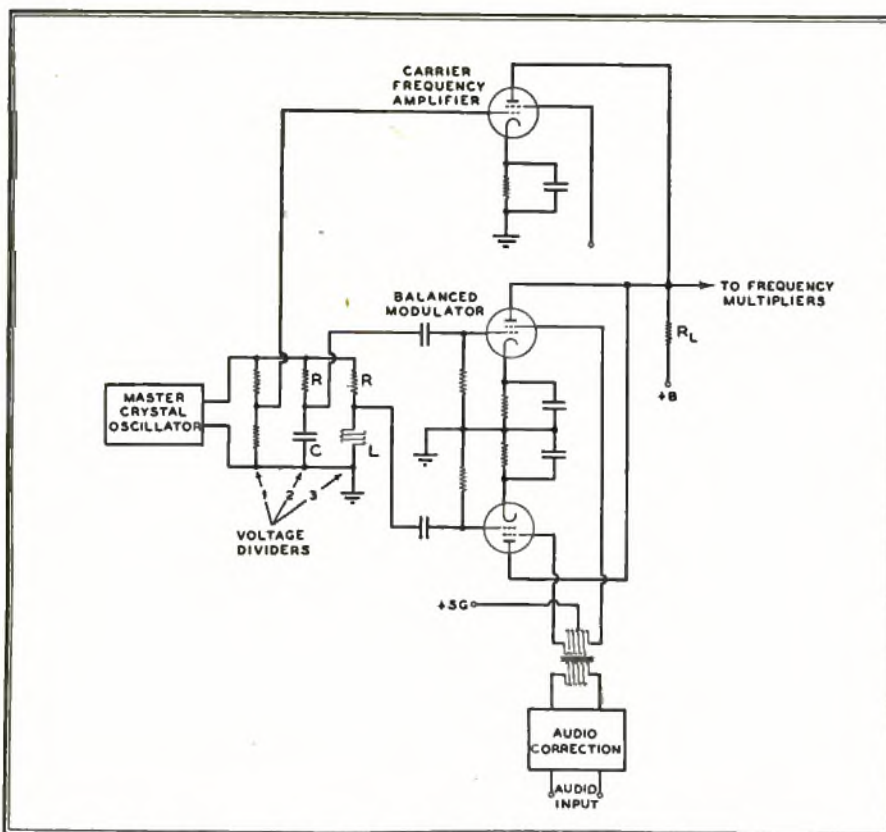 CARRIER
FREQUENCY
AMPLIFIER
BALANCED
MODULATOR
TO FREQUENCY
MULTIPLIERS
R_L
+B
MASTER
CRYSTAL
OSCILLATOR
R
R
C
L
1 2 3
VOLTAGE
DIVIDERS
+SG
AUDIO
CORRECTION
AUDIO
INPUT